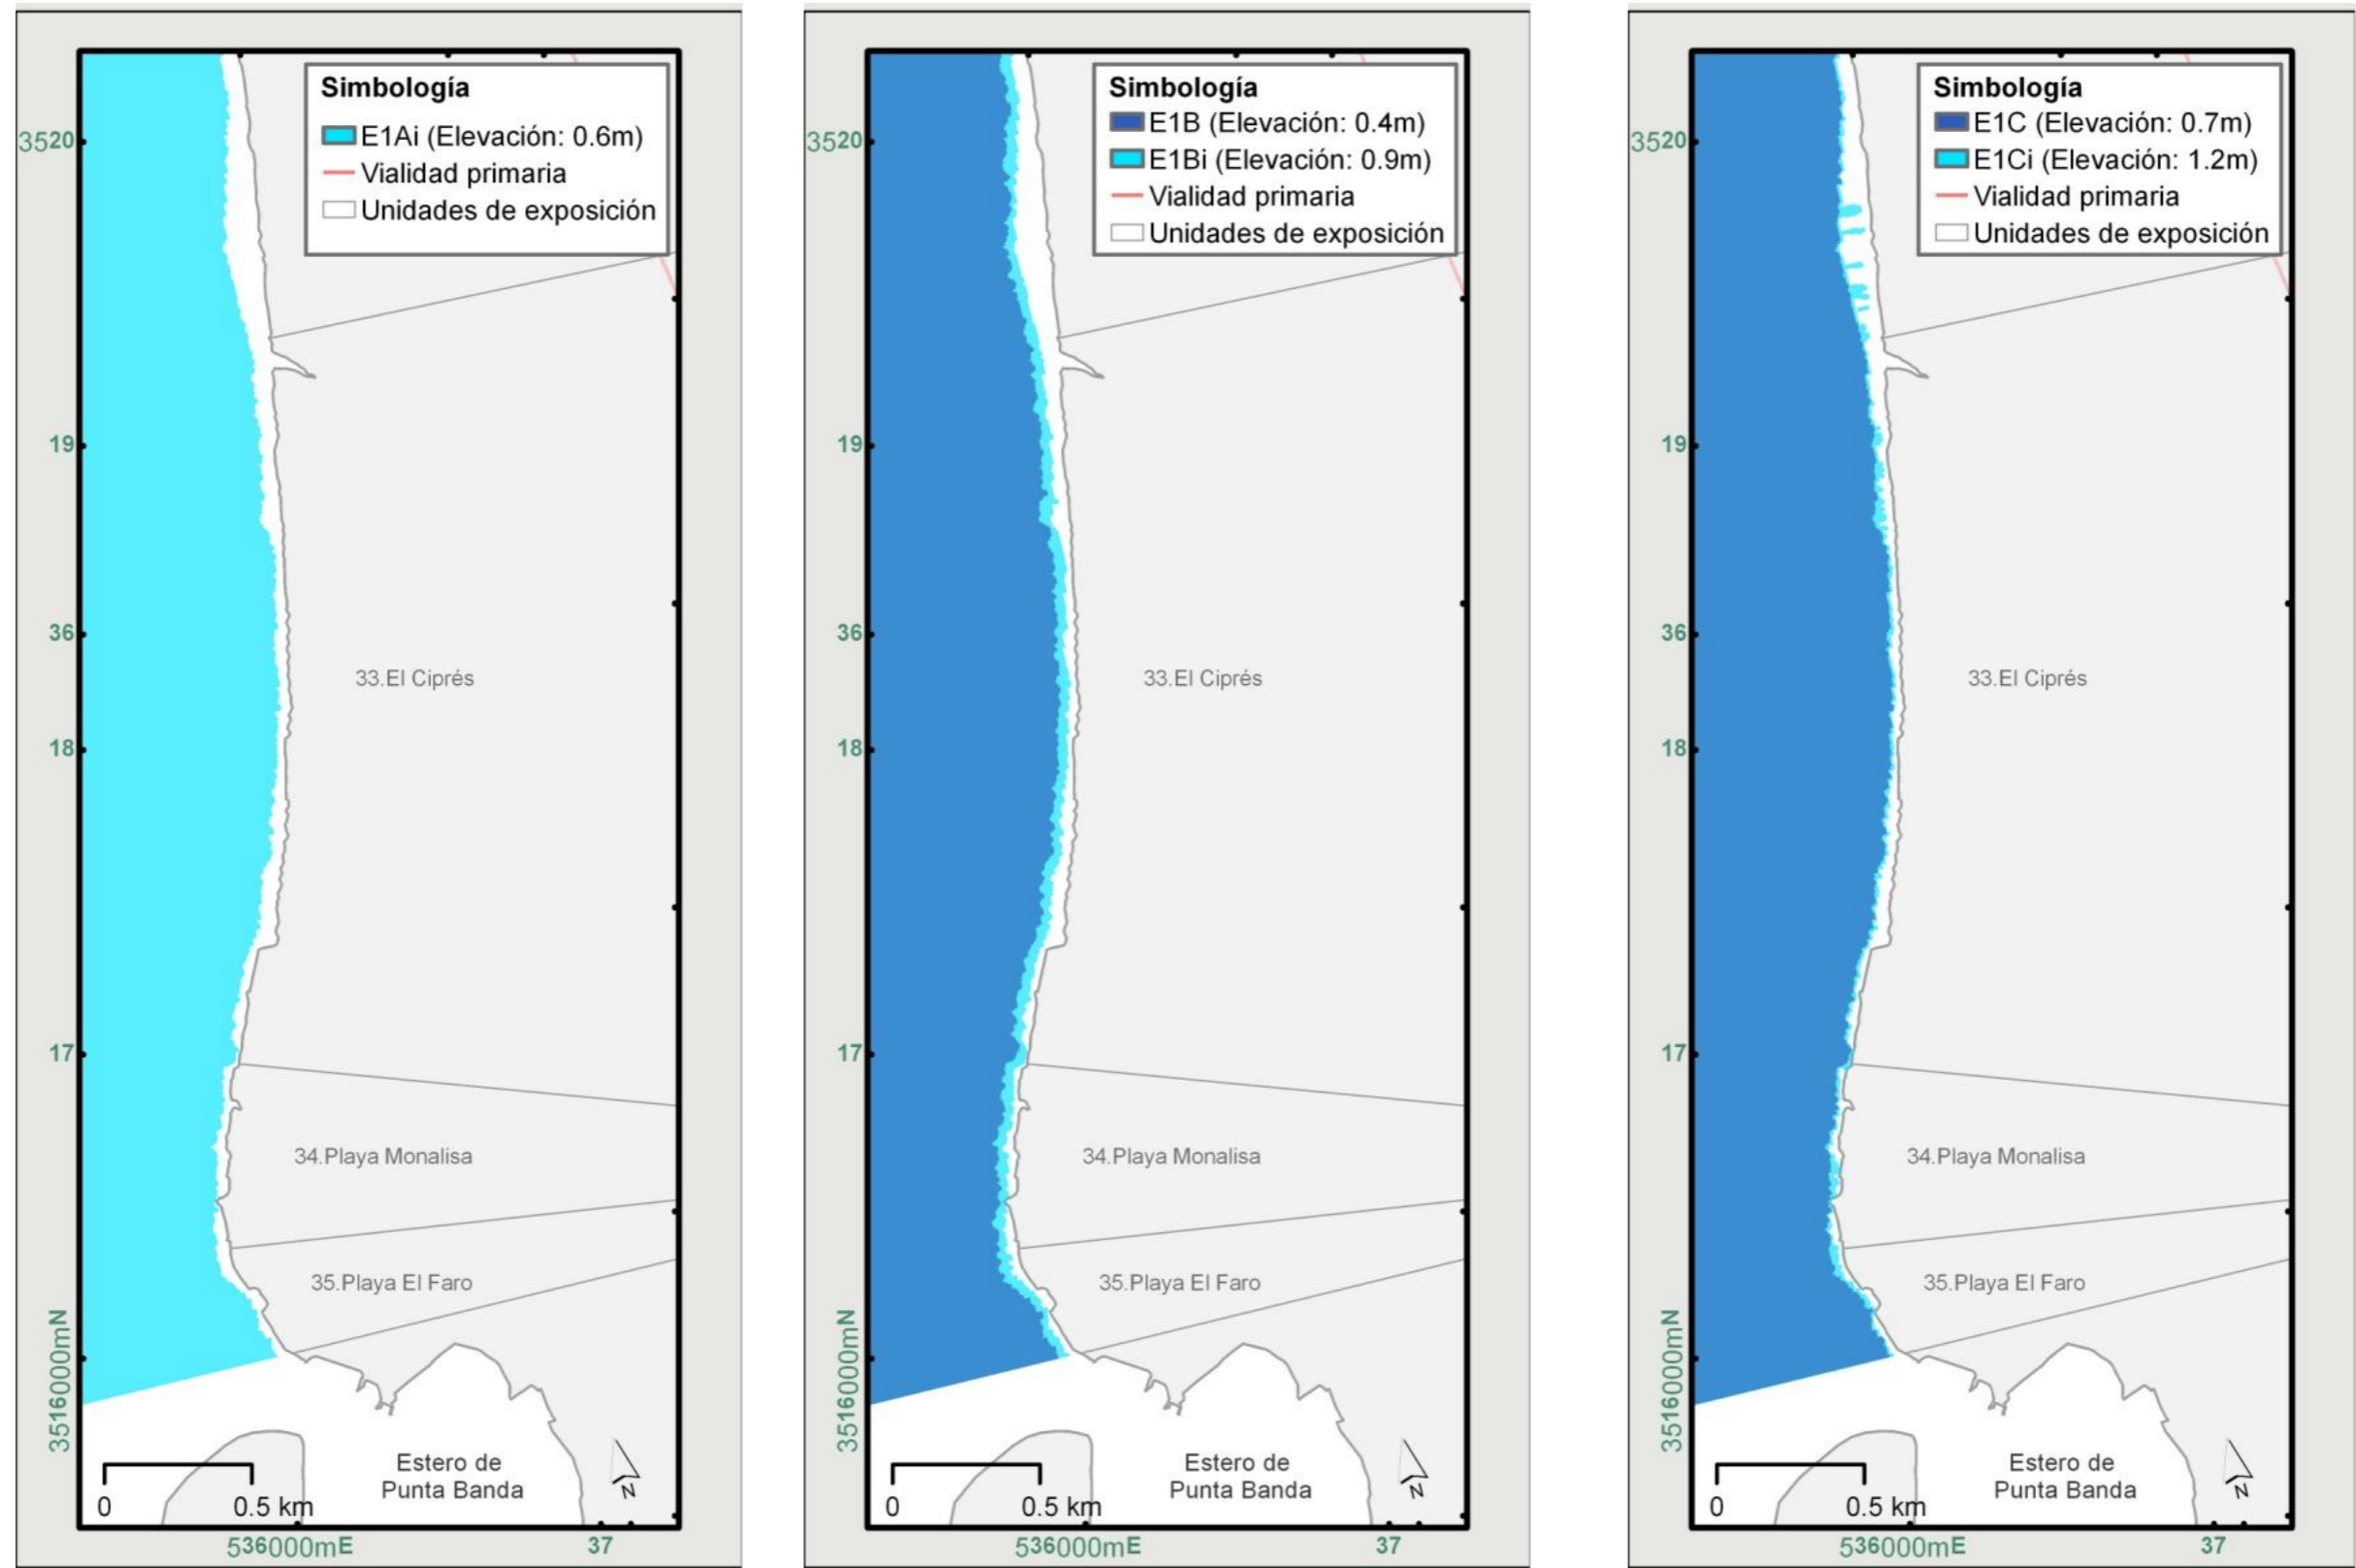 Simbología
E1Ai (Elevación: 0.6m)
Vialidad primaria
Unidades de exposición
3520
19
36
33.El Ciprés
18
17
34.Playa Monalisa
35.Playa El Faro
3516000mN
Estero de
Punta Banda
0 0.5 km
N
536000mE 37
Simbología
E1B (Elevación: 0.4m)
E1Bi (Elevación: 0.9m)
Vialidad primaria
Unidades de exposición
3520
19
36
33.El Ciprés
18
17
34.Playa Monalisa
35.Playa El Faro
3516000mN
Estero de
Punta Banda
0 0.5 km
N
536000mE 37
Simbología
E1C (Elevación: 0.7m)
E1Ci (Elevación: 1.2m)
Vialidad primaria
Unidades de exposición
3520
19
36
33.El Ciprés
18
17
34.Playa Monalisa
35.Playa El Faro
3516000mN
Estero de
Punta Banda
0 0.5 km
N
536000mE 37